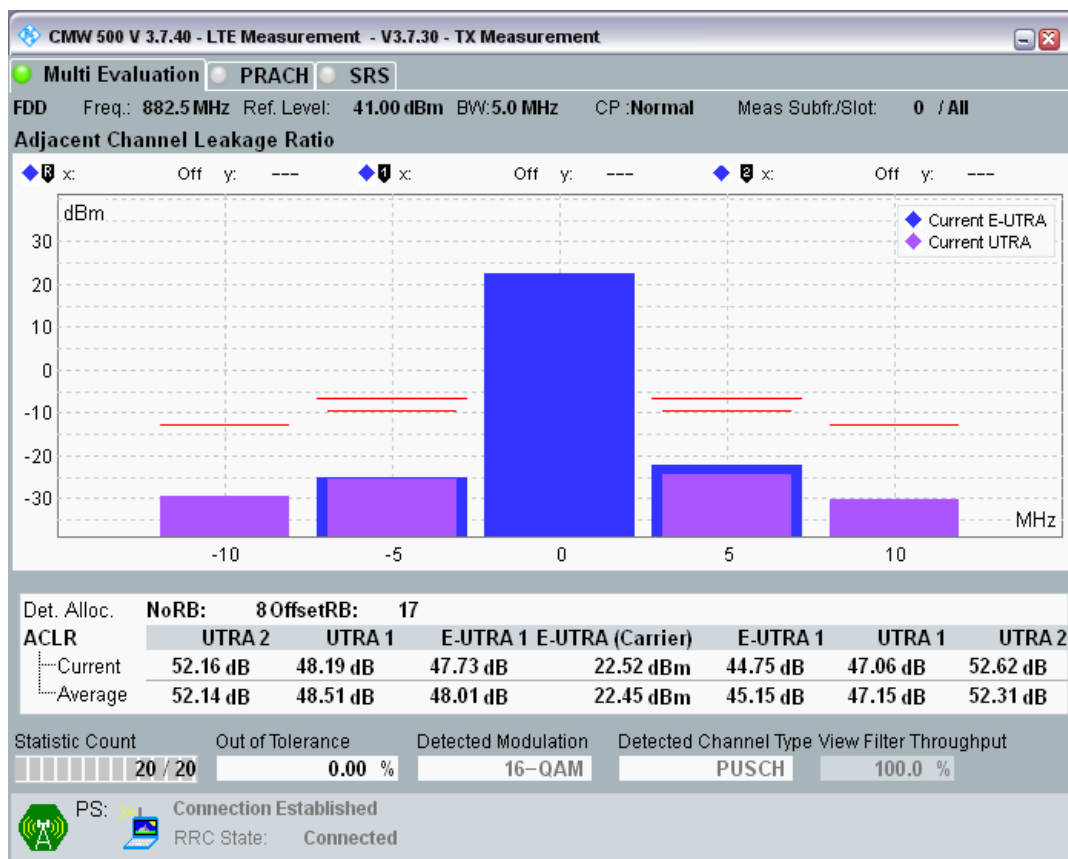 CMW 500 V 3.7.40 - LTE Measurement - V3.7.30 - TX Measurement
Multi Evaluation PRACH SRS
FDD Freq.: 882.5 MHz Ref. Level: 41.00 dBm BW:5.0 MHz CP :Normal Meas Subfr./Slot: 0 / All
Adjacent Channel Leakage Ratio
R x: Off y: --- 1 x: Off y: --- 2 x: Off y: ---
dBm
Current E-UTRA
Current UTRA
30
20
10
0
-10
-20
-30
MHz
-10 -5 0 5 10
Det. Alloc. NoRB: 8 OffsetRB: 17
ACLR UTRA 2 UTRA 1 E-UTRA 1 E-UTRA (Carrier) E-UTRA 1 UTRA 1 UTRA 2
Current 52.16 dB 48.19 dB 47.73 dB 22.52 dBm 44.75 dB 47.06 dB 52.62 dB
Average 52.14 dB 48.51 dB 48.01 dB 22.45 dBm 45.15 dB 47.15 dB 52.31 dB
Statistic Count Out of Tolerance Detected Modulation Detected Channel Type View Filter Throughput
20 / 20 0.00 % 16-QAM PUSCH 100.0 %
PS: Connection Established
RRC State: Connected